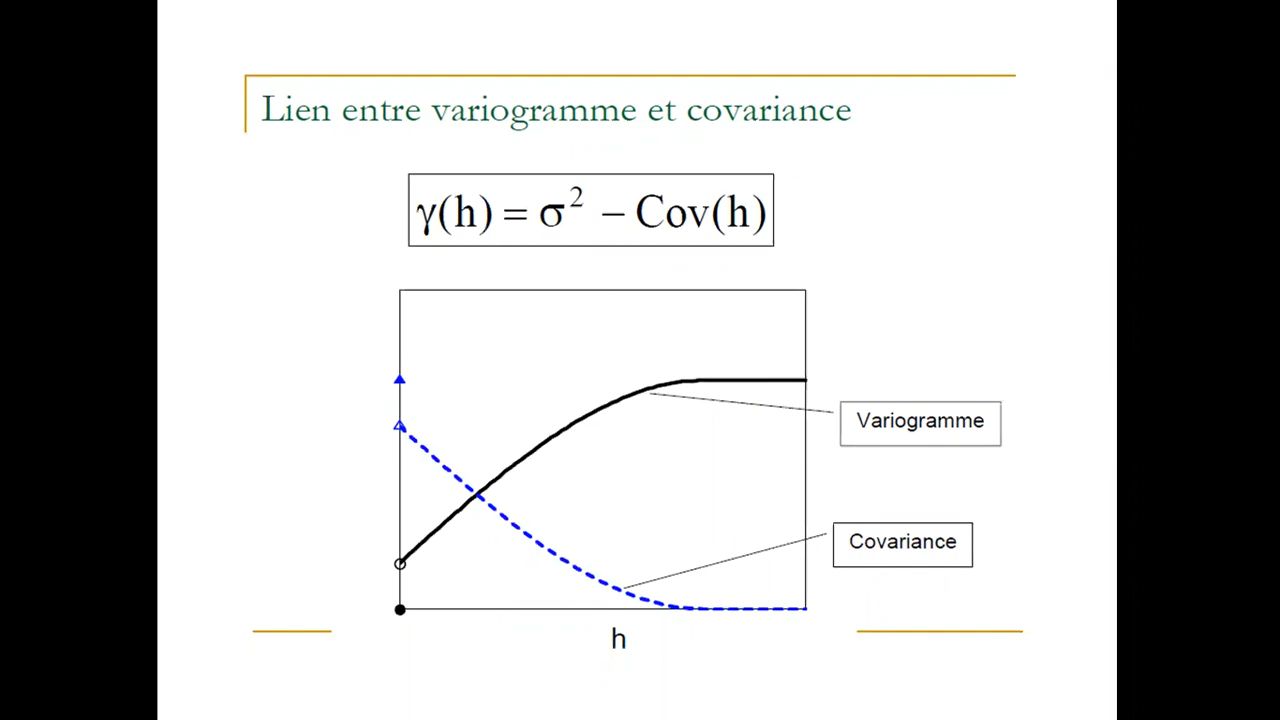 Lien entre variogramme et covariance
γ(h) = σ² − Cov(h)
Variogramme
Covariance
h